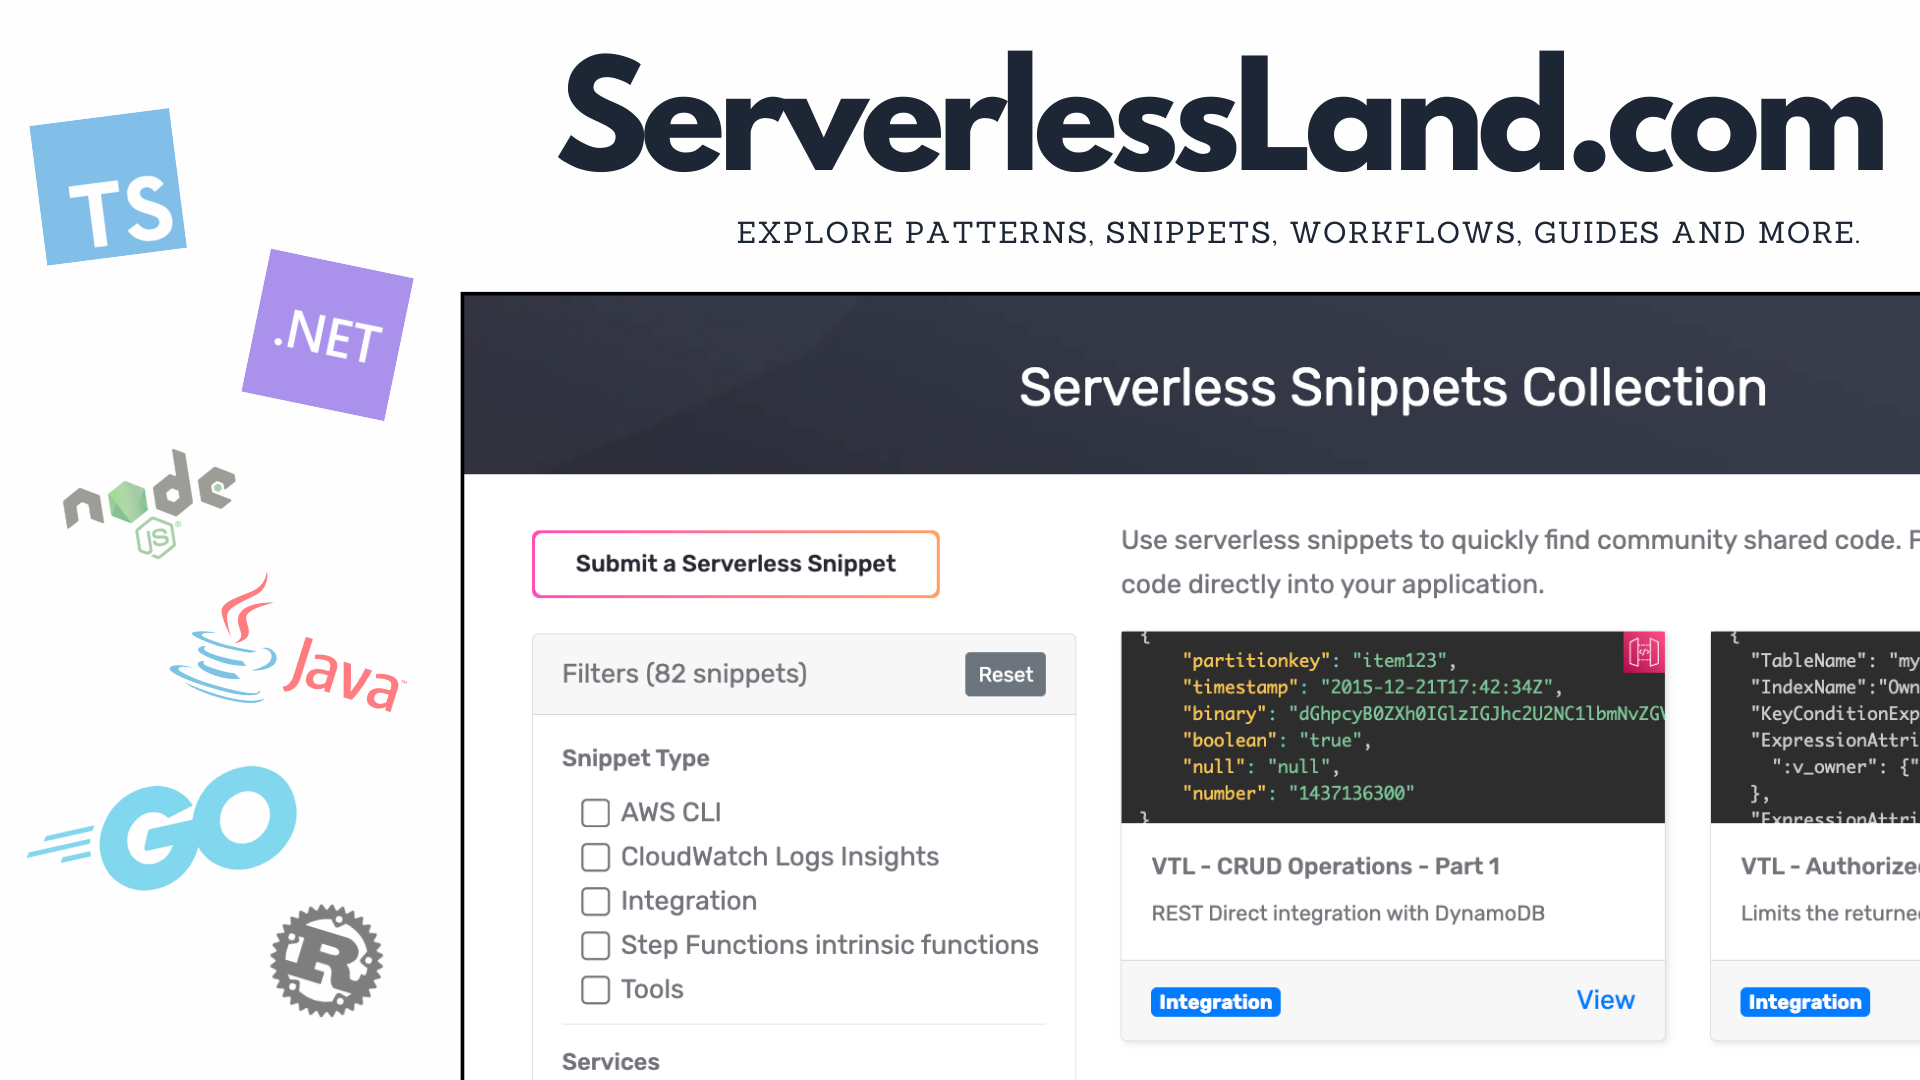 ServerlessLand.com
EXPLORE PATTERNS, SNIPPETS, WORKFLOWS, GUIDES AND MORE.
TS
.NET
node
JS
Java
GO
R
Serverless Snippets Collection
Submit a Serverless Snippet
Filters (82 snippets)
Reset
Snippet Type
AWS CLI
CloudWatch Logs Insights
Integration
Step Functions intrinsic functions
Tools
Services
Use serverless snippets to quickly find community shared code. F
code directly into your application.
{
"partitionkey": "item123",
"timestamp": "2015-12-21T17:42:34Z",
"binary": "dGhpcyB0ZXh0IGlzIGJhc2U2NC1lbmNvZGV
"boolean": "true",
"null": "null",
"number": "1437136300"
}
VTL - CRUD Operations - Part 1
REST Direct integration with DynamoDB
Integration
View
{
"TableName": "my
"IndexName":"Own
"KeyConditionExp
"ExpressionAttri
":v_owner": {"
},
"ExpressionAttri
VTL - Authorized
Limits the returned
Integration